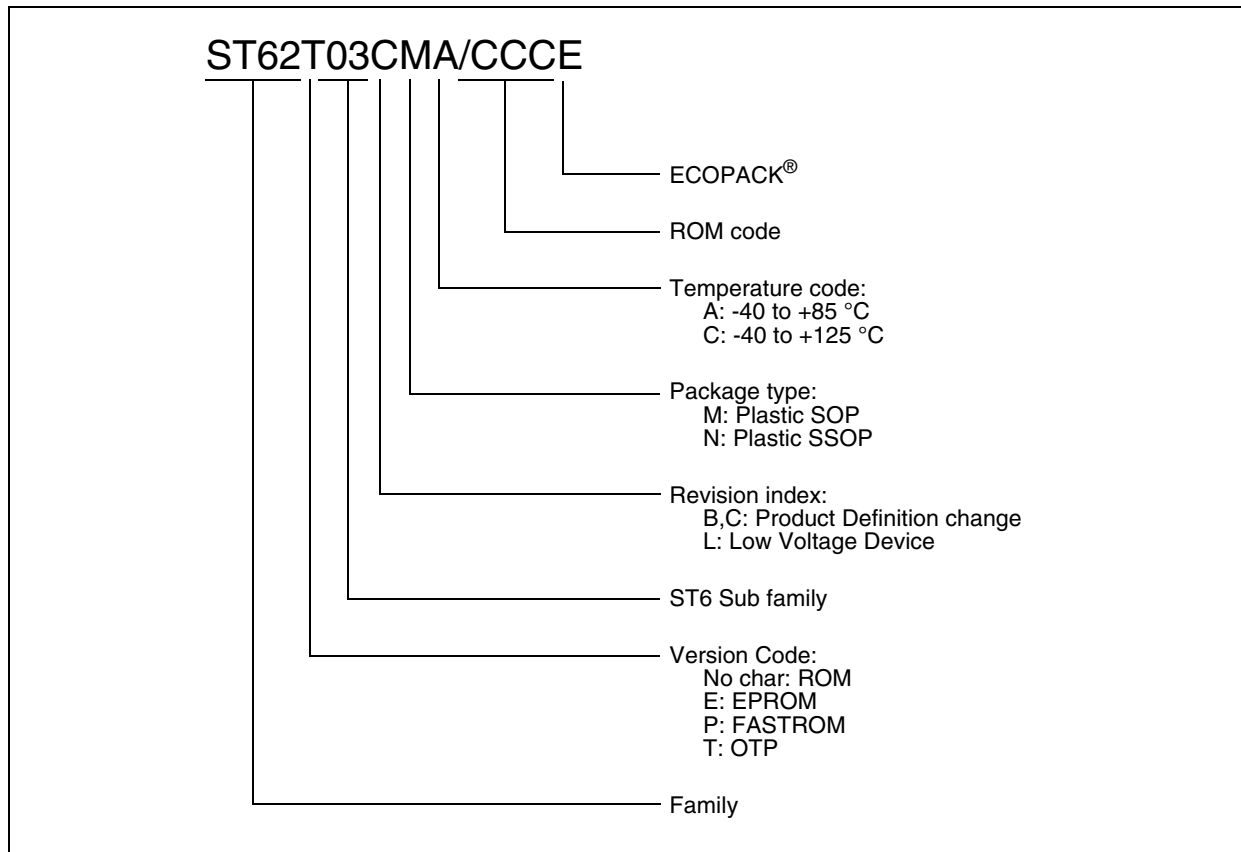 ST62T03CMA/CCCE
ECOPACK®
ROM code
Temperature code:
A: -40 to +85 °C
C: -40 to +125 °C
Package type:
M: Plastic SOP
N: Plastic SSOP
Revision index:
B,C: Product Definition change
L: Low Voltage Device
ST6 Sub family
Version Code:
No char: ROM
E: EPROM
P: FASTROM
T: OTP
Family